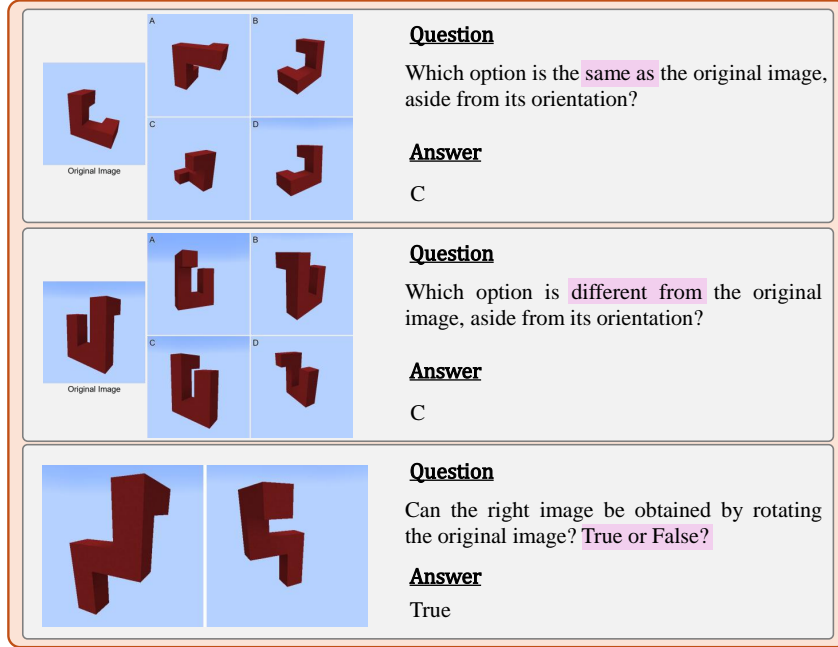 A
B
C
D
Original Image
Question
Which option is the same as the original image,
aside from its orientation?
Answer
C
A
B
C
D
Original Image
Question
Which option is different from the original
image, aside from its orientation?
Answer
C
Question
Can the right image be obtained by rotating
the original image? True or False?
Answer
True